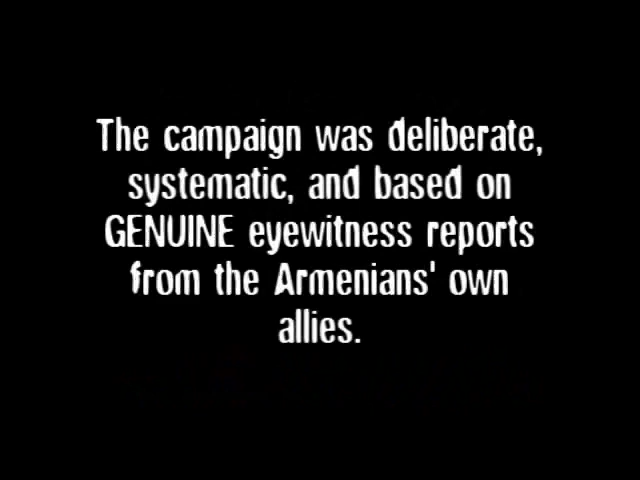 The campaign was deliberate,
systematic, and based on
GENUINE eyewitness reports
from the Armenians' own
allies.